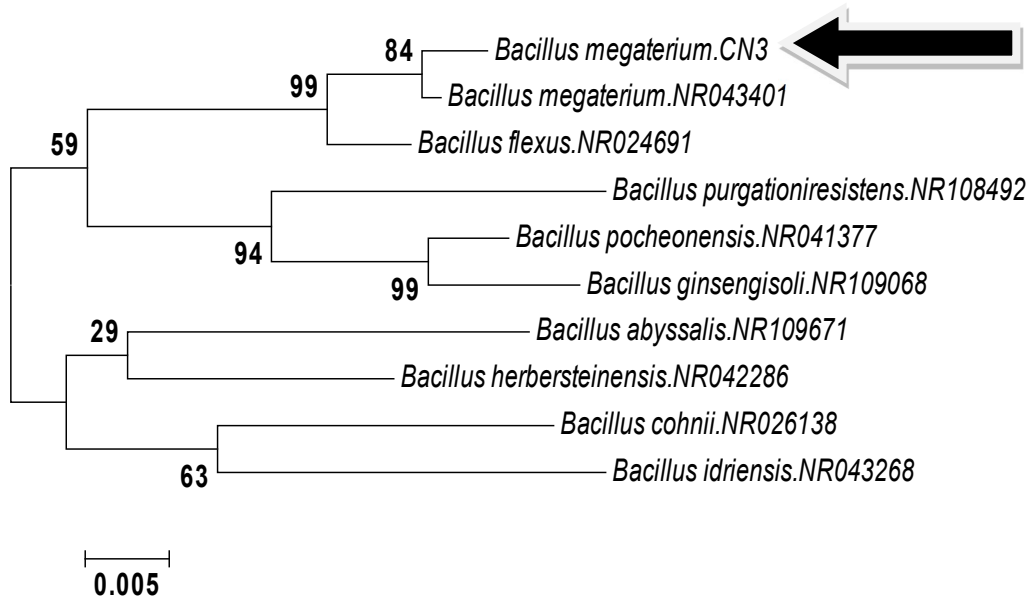 84
Bacillus megaterium.CN3
99
Bacillus megaterium.NR043401
Bacillus flexus.NR024691
59
Bacillus purgationiresistens.NR108492
Bacillus pocheonensis.NR041377
94
99
Bacillus ginsengisoli.NR109068
29
Bacillus abyssalis.NR109671
Bacillus herbersteinensis.NR042286
Bacillus cohnii.NR026138
63
Bacillus idriensis.NR043268
0.005